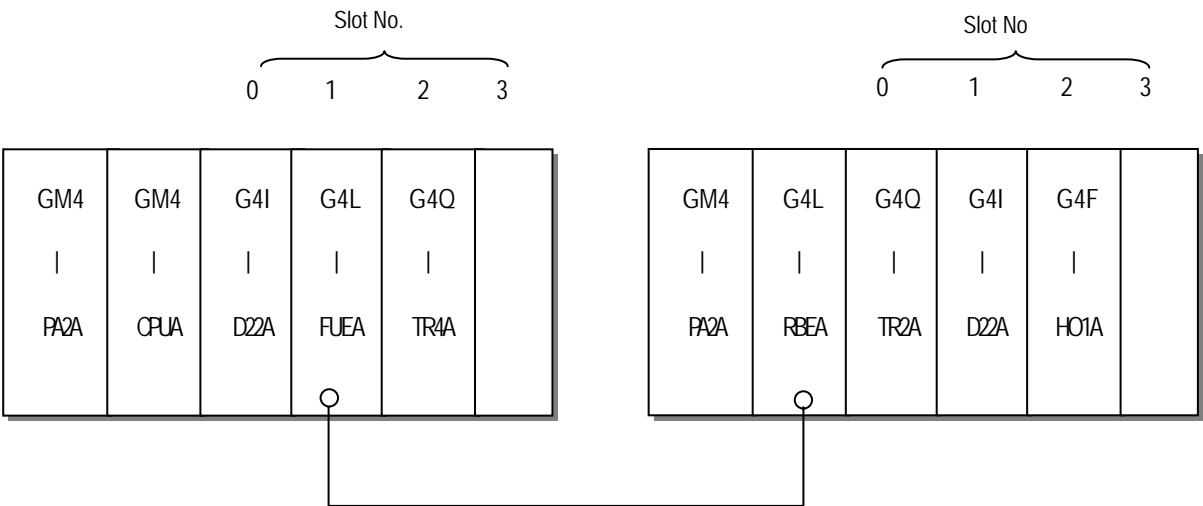 Slot No.
Slot No
0 1 2 3
0 1 2 3
GM4 GM4 G4I G4L G4Q
| | | | |
PA2A CPUA D22A FUEA TR4A
GM4 G4L G4Q G4I G4F
| | | | |
PA2A RBEA TR2A D22A HO1A